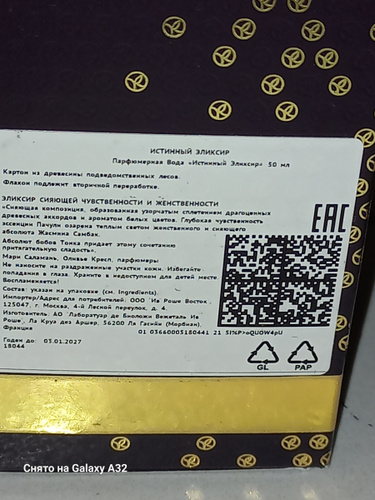 ИСТИННЫЙ ЭЛИКСИР
Парфюмерная Вода «Истинный Эликсир» 50 мл
Картон из древесины подведомственных лесов.
Флакон подлежит вторичной переработке.
ЭЛИКСИР СИЯЮЩЕЙ ЧУВСТВЕННОСТИ И ЖЕНСТВЕННОСТИ
«Сияющая композиция, образованная узорчатым сплетением драгоценных
древесных аккордов и аромата белых цветов. Глубокая чувственность
эссенции Пачули озарена теплым светом женственного и сияющего
абсолюта Жасмина Самбак.
Абсолют бобов Тонка придает этому сочетанию
притягательную сладость».
Мари Саламань, Оливье Кресп, парфюмеры
Не наносите на раздраженные участки кожи. Избегайте
попадания в глаза. Храните в недоступном для детей месте.
Воспламеняется!
Состав: указан на упаковке (см. Ingredients).
Импортер/Адрес для потребителей: ООО "Ив Роше Восток",
125047, г. Москва, 4-й Лесной переулок, д. 4.
Изготовитель: АО "Лаборатуар де Биоложи Вежеталь Ив
Роше", Ла Круа дез Аршер, 56200 Ла Гасийи (Морбиан),
Франция
01 03660005180441 21
Годен до: 03.01.2027
18044
EAC
GL
PAP
Снято на Galaxy A32